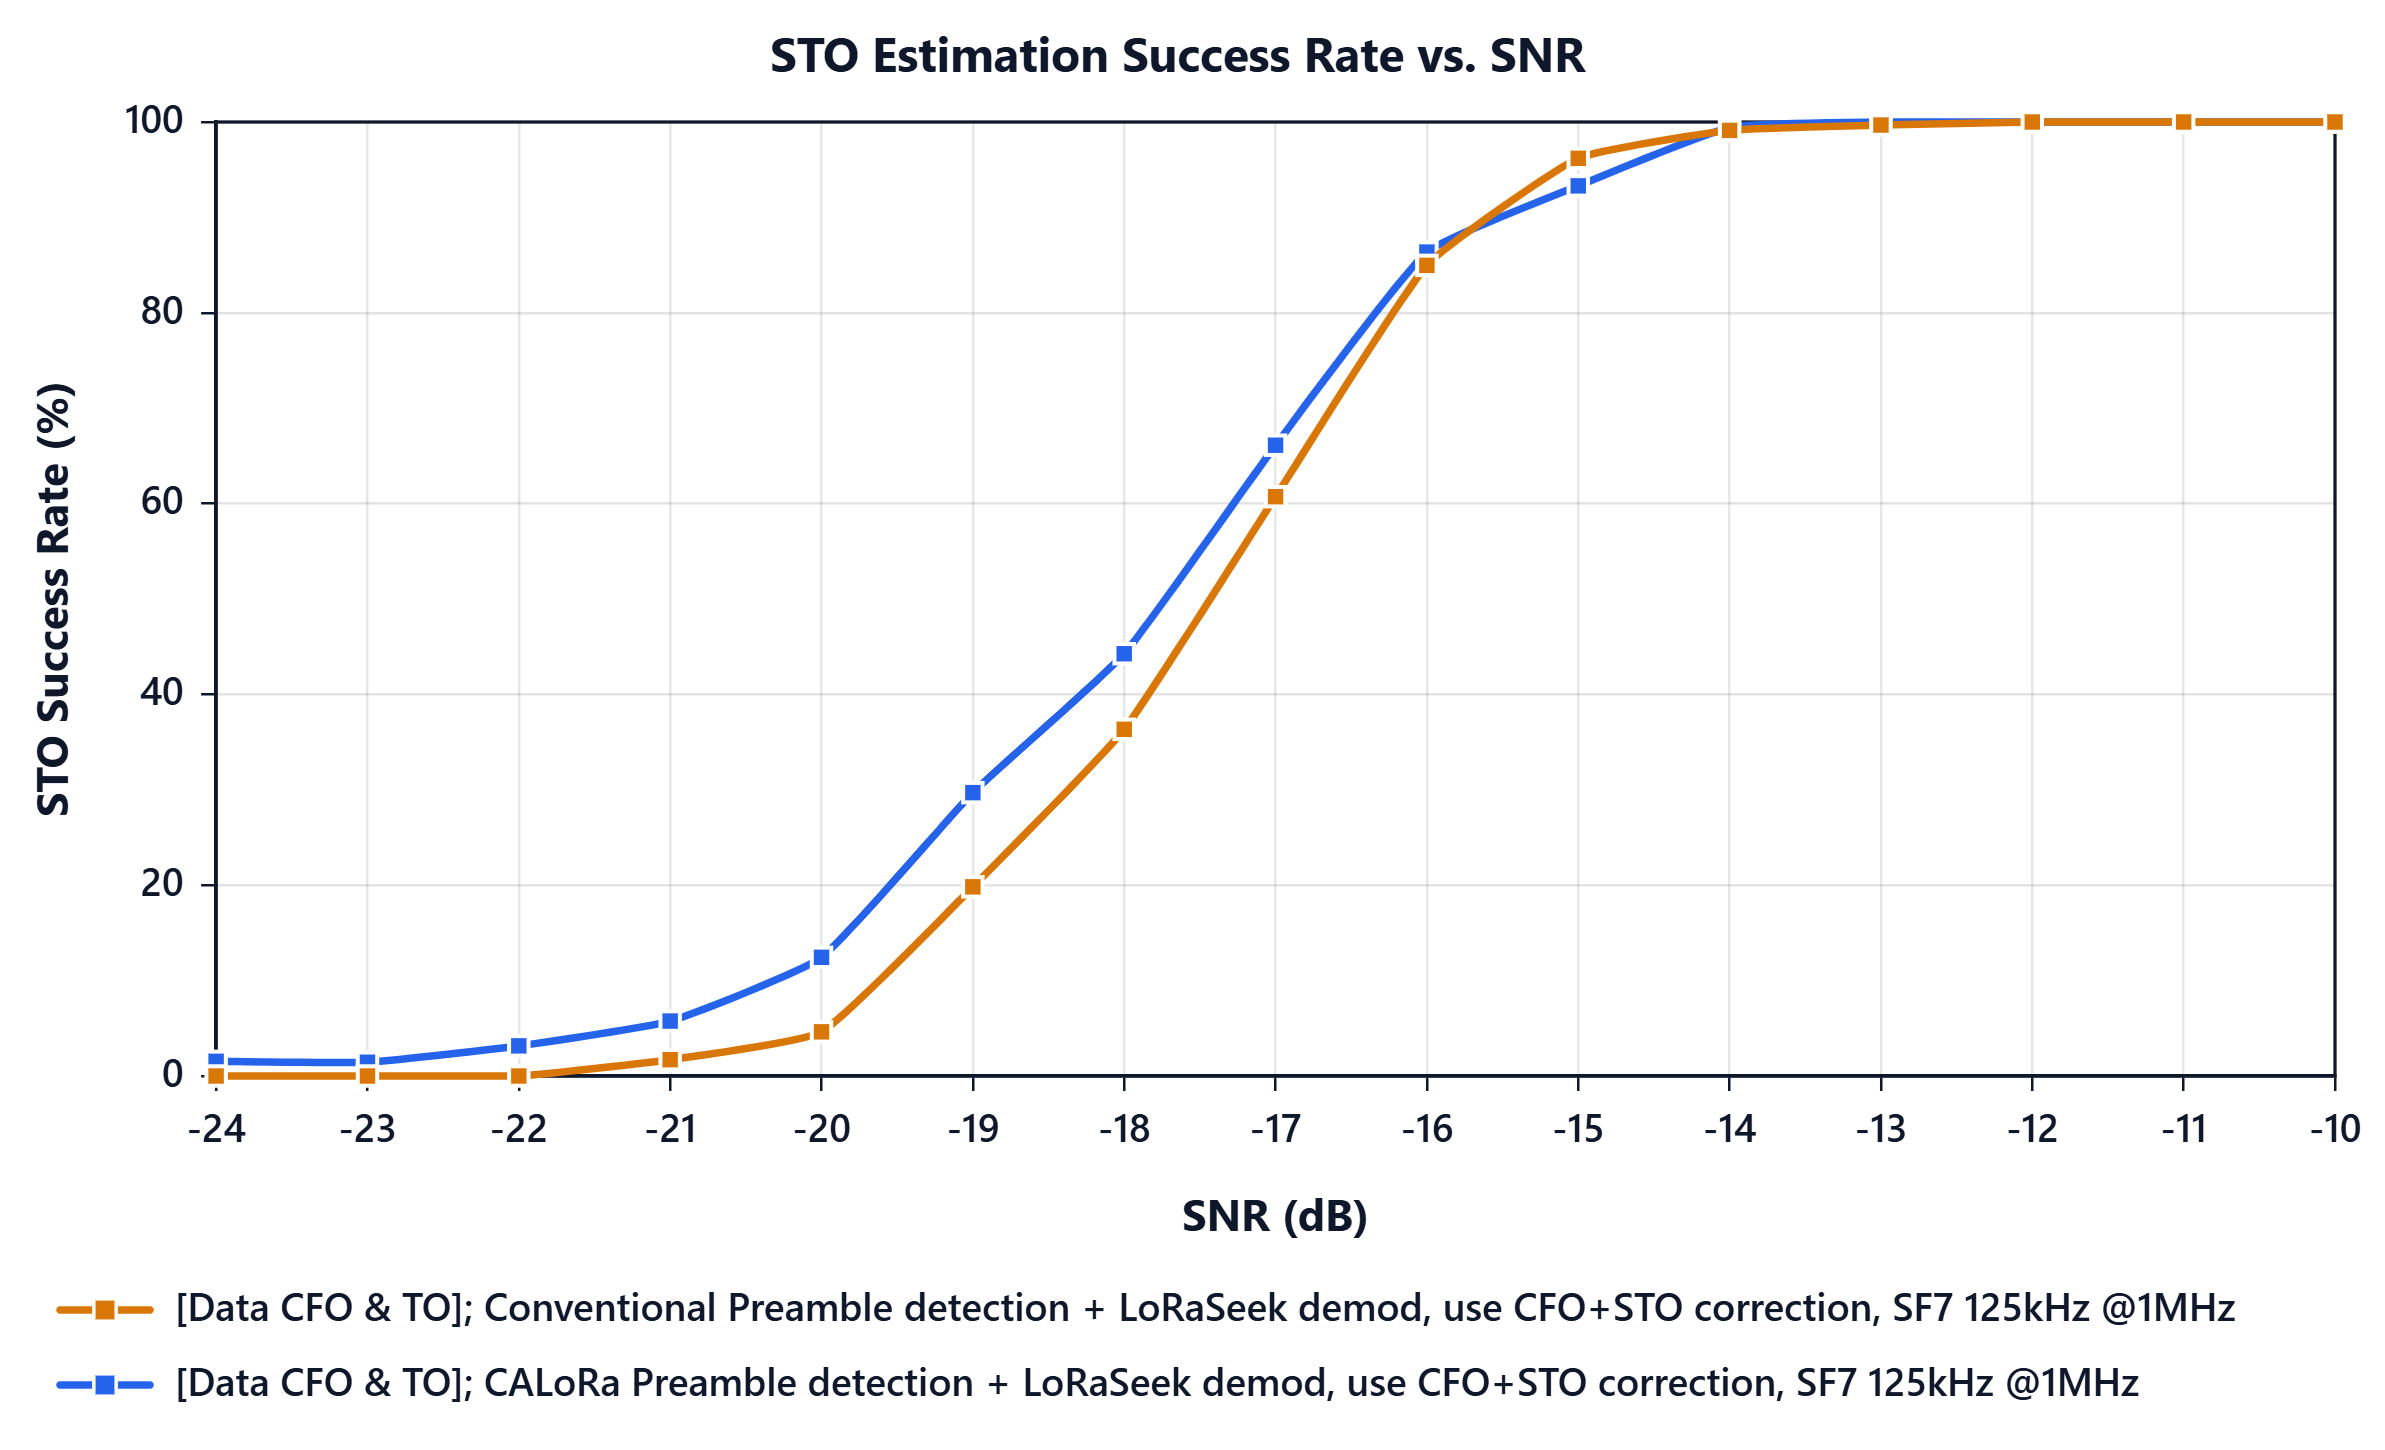 STO Estimation Success Rate vs. SNR
100
80
60
40
20
0
STO Success Rate (%)
-24 -23 -22 -21 -20 -19 -18 -17 -16 -15 -14 -13 -12 -11 -10
SNR (dB)
[Data CFO & TO]; Conventional Preamble detection + LoRaSeek demod, use CFO+STO correction, SF7 125kHz @1MHz
[Data CFO & TO]; CALoRa Preamble detection + LoRaSeek demod, use CFO+STO correction, SF7 125kHz @1MHz